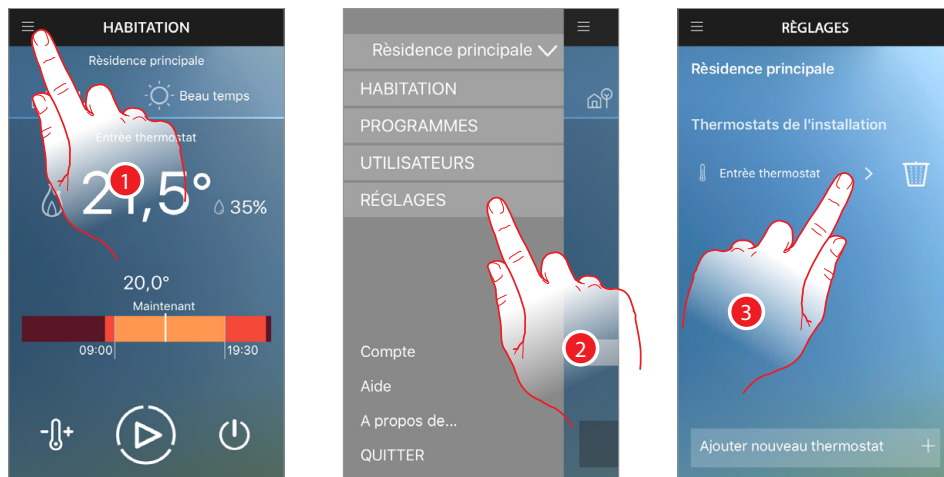 HABITATION
Rèsidence principale
Beau temps
Entrèe thermostat
1
21,5°
35%
20,0°
Maintenant
09:00
19:30
Rèsidence principale
HABITATION
PROGRAMMES
UTILISATEURS
RÉGLAGES
2
Compte
Aide
A propos de...
QUITTER
RÈGLAGES
Rèsidence principale
Thermostats de l'installation
Entrèe thermostat
3
Ajouter nouveau thermostat